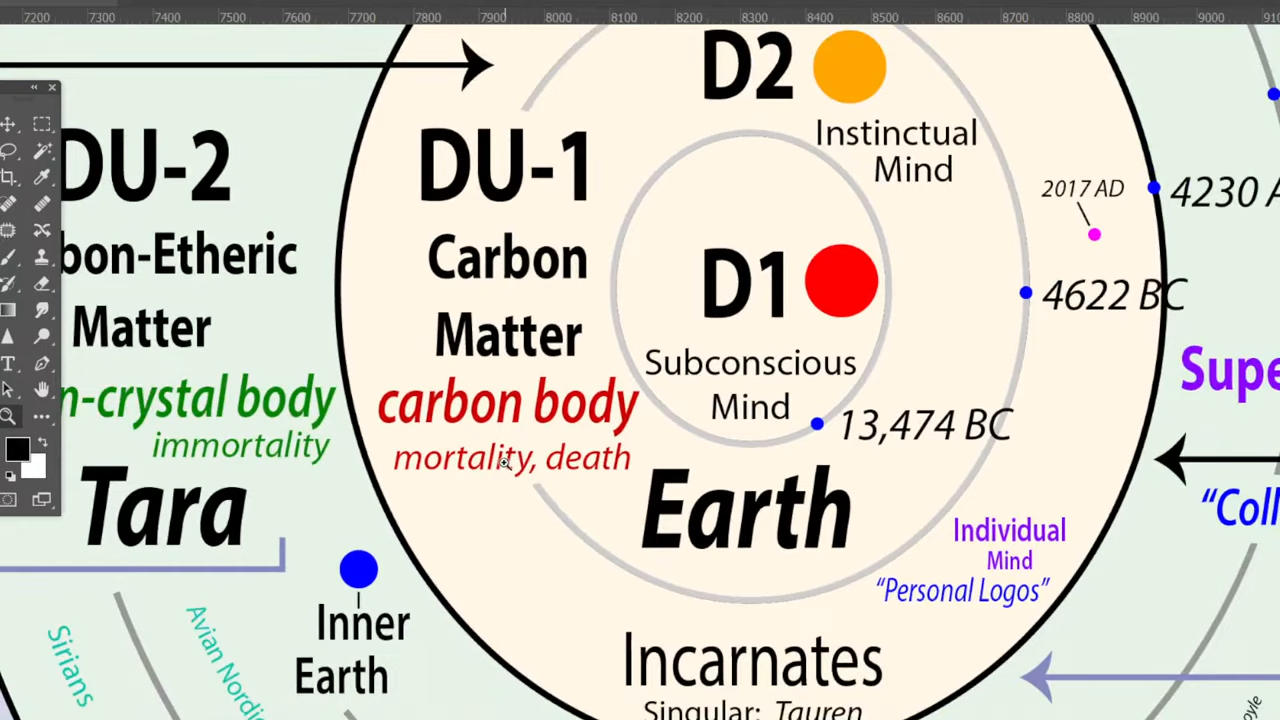 7200 7300 7400 7500 7600 7700 7800 7900 8000 8100 8200 8300 8400 8500 8600 8700 8800 8900 9000 910
D2
Instinctual
Mind
DU-2
bon-Etheric
Matter
n-crystal body
immortality
Tara
DU-1
Carbon
Matter
carbon body
mortality, death
D1
Subconscious
Mind
2017 AD
4230 A
4622 BC
13,474 BC
Supe
Earth
"Coll
Individual
Mind
"Personal Logos"
Inner
Earth
Sirians
Avian Nordic
Incarnates
Singular: Tauren